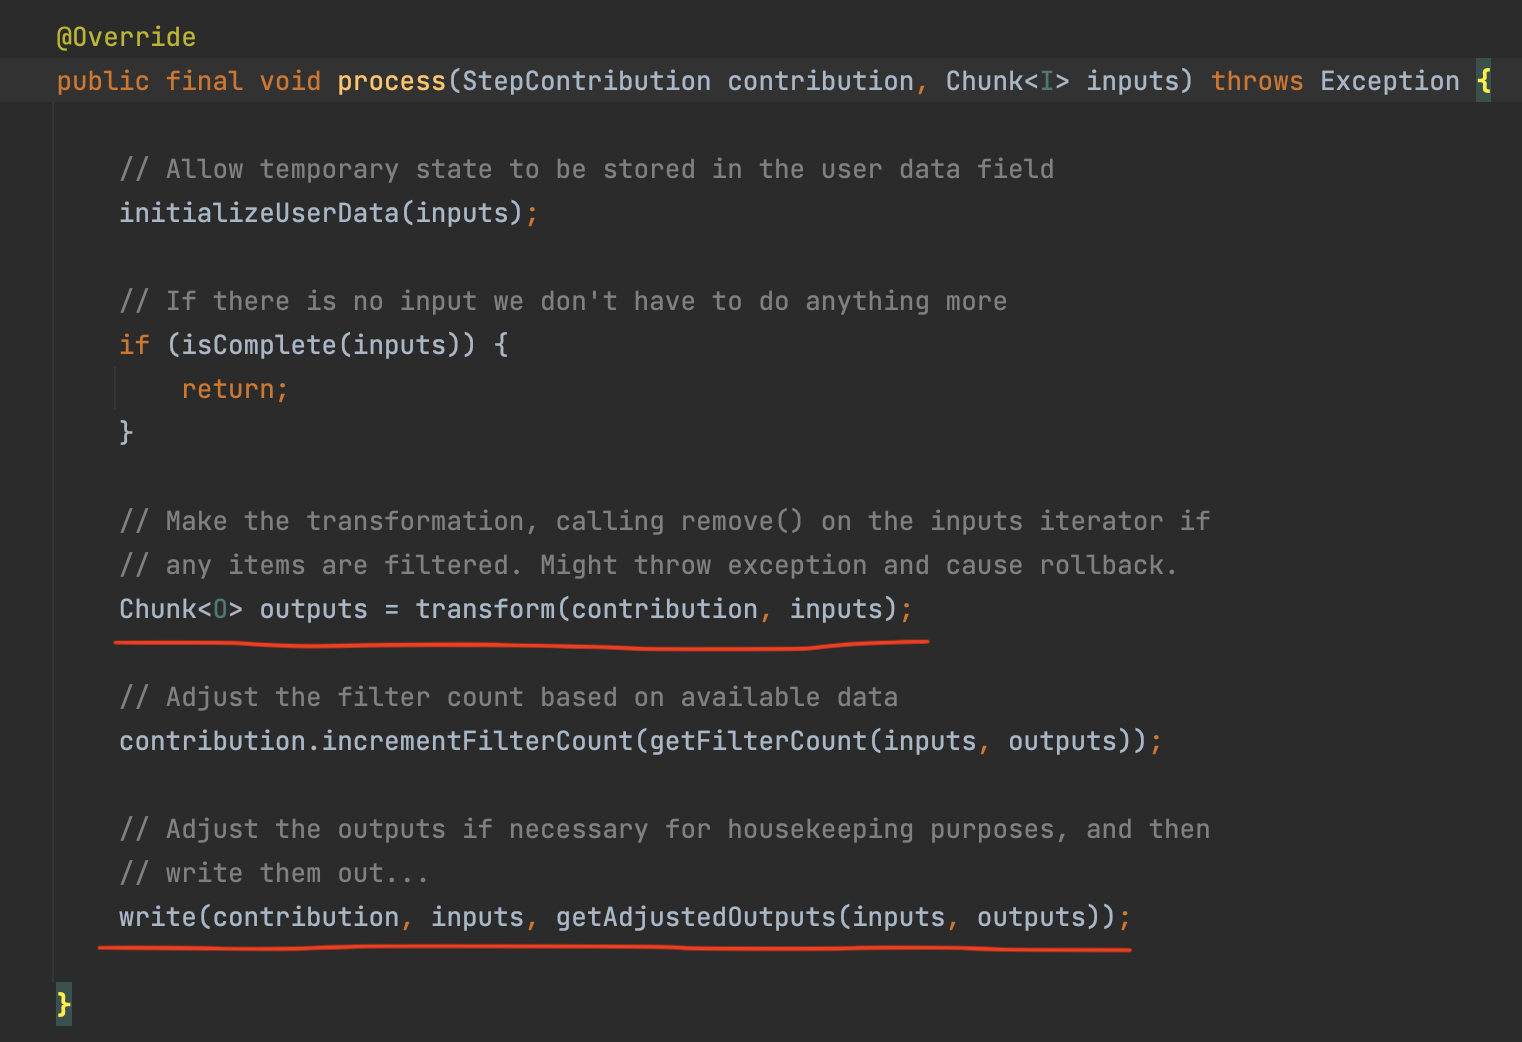 @Override
public final void process(StepContribution contribution, Chunk<I> inputs) throws Exception {
// Allow temporary state to be stored in the user data field
initializeUserData(inputs);
// If there is no input we don't have to do anything more
if (isComplete(inputs)) {
return;
}
// Make the transformation, calling remove() on the inputs iterator if
// any items are filtered. Might throw exception and cause rollback.
Chunk<O> outputs = transform(contribution, inputs);
// Adjust the filter count based on available data
contribution.incrementFilterCount(getFilterCount(inputs, outputs));
// Adjust the outputs if necessary for housekeeping purposes, and then
// write them out...
write(contribution, inputs, getAdjustedOutputs(inputs, outputs));
}